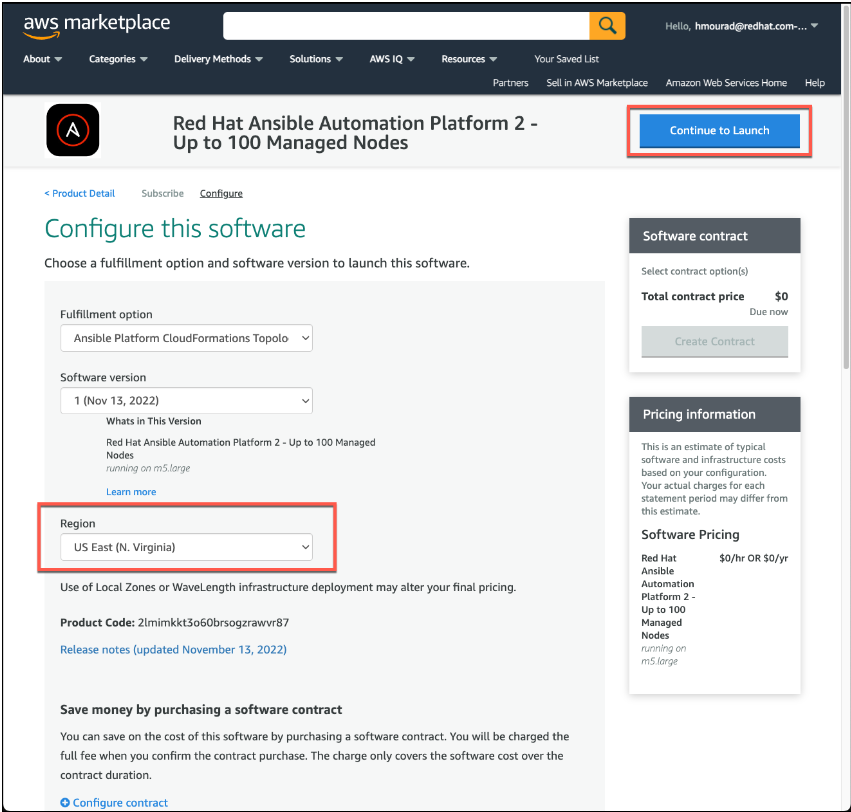 aws marketplace
Hello, hmourad@redhat.com-...
About
Categories
Delivery Methods
Solutions
AWS IQ
Resources
Your Saved List
Partners
Sell in AWS Marketplace
Amazon Web Services Home
Help
Red Hat Ansible Automation Platform 2 -
Up to 100 Managed Nodes
Continue to Launch
< Product Detail
Subscribe
Configure
Configure this software
Choose a fulfillment option and software version to launch this software.
Fulfillment option
Ansible Platform CloudFormations Topolo
Software version
1 (Nov 13, 2022)
Whats in This Version
Red Hat Ansible Automation Platform 2 - Up to 100 Managed
Nodes
running on m5.large
Learn more
Region
US East (N. Virginia)
Use of Local Zones or WaveLength infrastructure deployment may alter your final pricing.
Product Code: 2lmimkkt3o60brsogzrawvr87
Release notes (updated November 13, 2022)
Save money by purchasing a software contract
You can save on the cost of this software by purchasing a software contract. You will be charged the
full fee when you confirm the contract purchase. The charge only covers the software cost over the
contract duration.
Configure contract
Software contract
Select contract option(s)
Total contract price $0
Due now
Create Contract
Pricing information
This is an estimate of typical
software and infrastructure costs
based on your configuration.
Your actual charges for each
statement period may differ from
this estimate.
Software Pricing
Red Hat $0/hr OR $0/yr
Ansible
Automation
Platform 2 -
Up to 100
Managed
Nodes
running on
m5.large